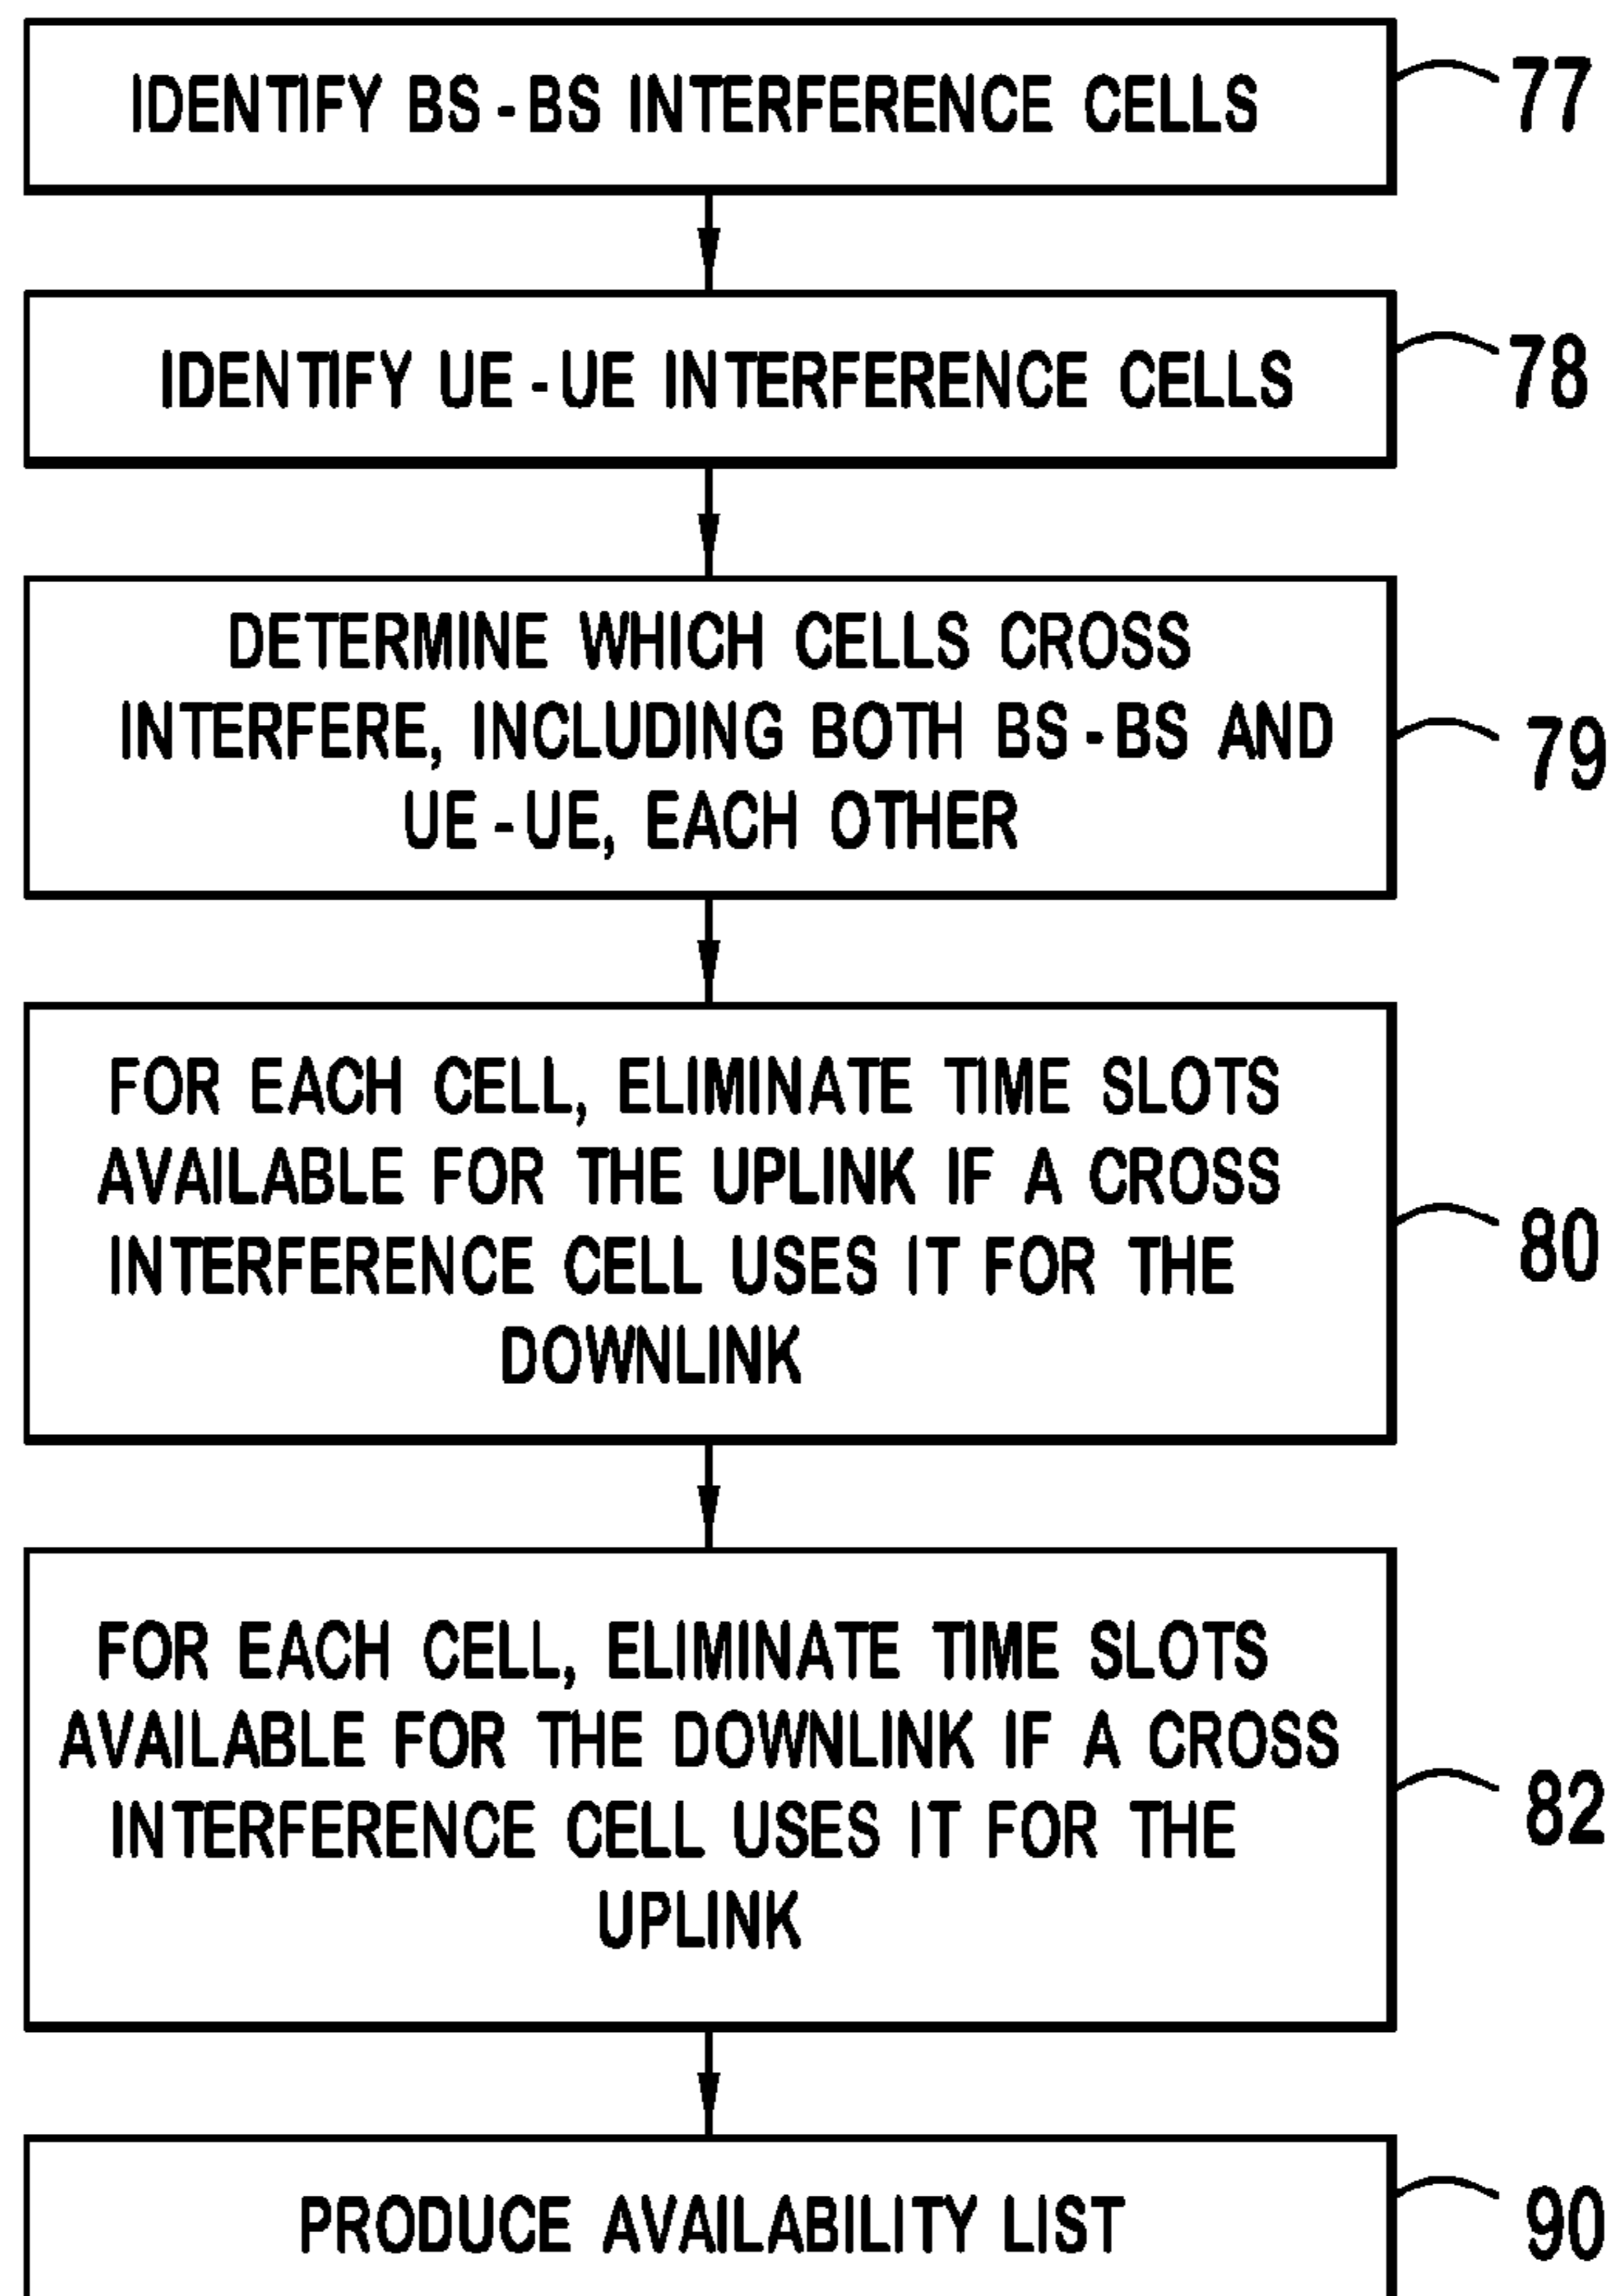 IDENTIFY BS-BS INTERFERENCE CELLS
77
IDENTIFY UE-UE INTERFERENCE CELLS
78
DETERMINE WHICH CELLS CROSS
INTERFERE, INCLUDING BOTH BS-BS AND
UE-UE, EACH OTHER
79
FOR EACH CELL, ELIMINATE TIME SLOTS
AVAILABLE FOR THE UPLINK IF A CROSS
INTERFERENCE CELL USES IT FOR THE
DOWNLINK
80
FOR EACH CELL, ELIMINATE TIME SLOTS
AVAILABLE FOR THE DOWNLINK IF A CROSS
INTERFERENCE CELL USES IT FOR THE
UPLINK
82
PRODUCE AVAILABILITY LIST
90